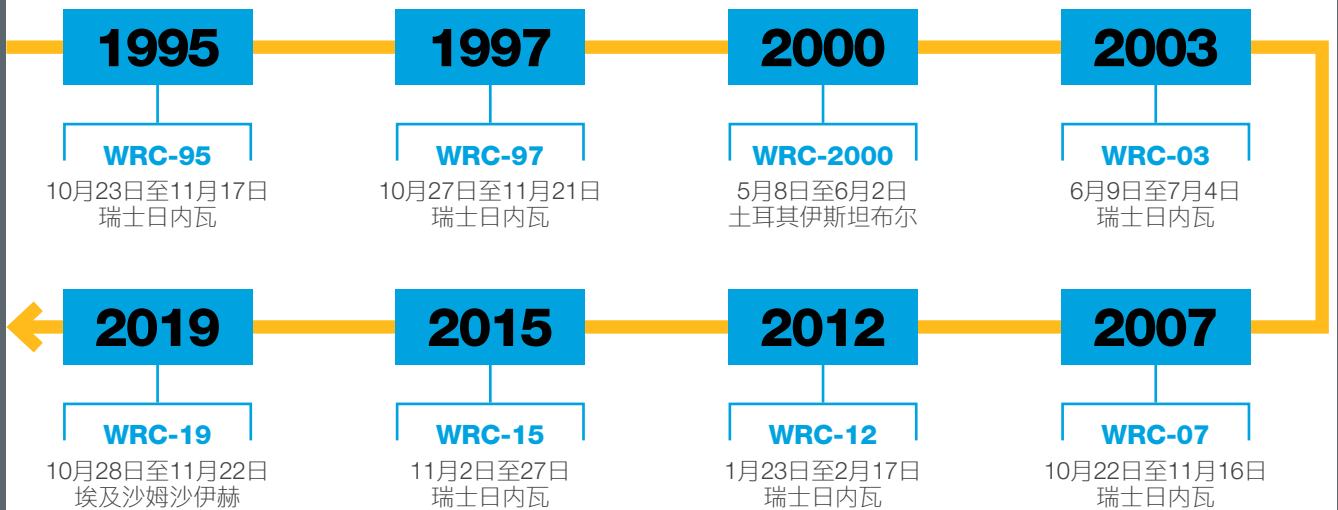 1995
WRC-95
10月23日至11月17日
瑞士日内瓦
1997
WRC-97
10月27日至11月21日
瑞士日内瓦
2000
WRC-2000
5月8日至6月2日
土耳其伊斯坦布尔
2003
WRC-03
6月9日至7月4日
瑞士日内瓦
2007
WRC-07
10月22日至11月16日
瑞士日内瓦
2012
WRC-12
1月23日至2月17日
瑞士日内瓦
2015
WRC-15
11月2日至27日
瑞士日内瓦
2019
WRC-19
10月28日至11月22日
埃及沙姆沙伊赫